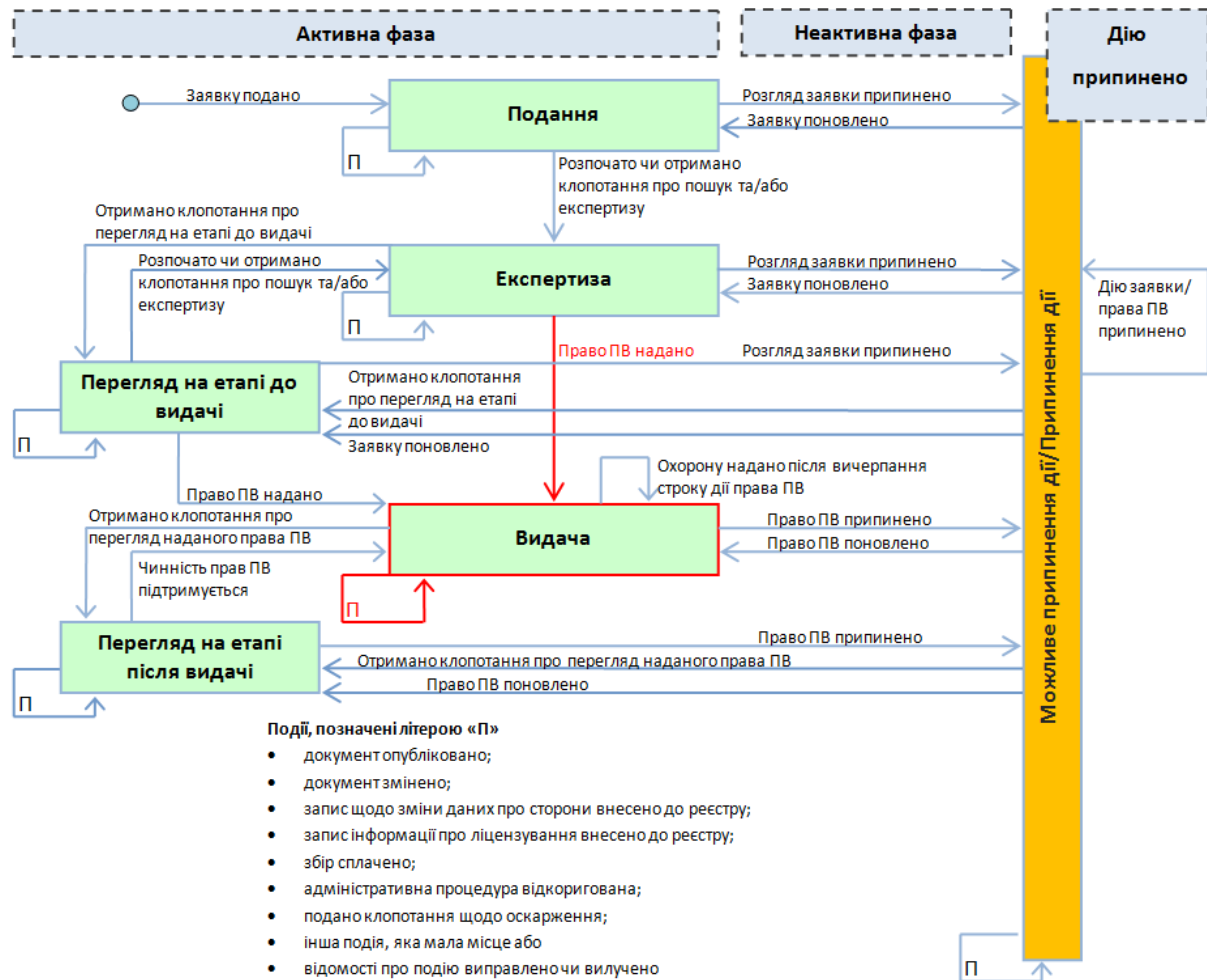 Активна фаза
Неактивна фаза
Дію
припинено
Заявку подано
Подання
Розгляд заявки припинено
Заявку поновлено
П
Розпочато чи отримано
клопотання про пошук та/або
експертизу
Отримано клопотання про
перегляд на етапі до видачі
Розпочато чи отримано
клопотання про пошук та/або
експертизу
Експертиза
Розгляд заявки припинено
Заявку поновлено
П
Дію заявки/
права ПВ
припинено
Право ПВ надано
Розгляд заявки припинено
Перегляд на етапі до
видачі
Отримано клопотання
про перегляд на етапі
до видачі
Заявку поновлено
П
Право ПВ надано
Охорону надано після вичерпання
строку дії права ПВ
Отримано клопотання про
перегляд наданого права ПВ
Видача
Право ПВ припинено
Право ПВ поновлено
Чинність прав ПВ
підтримується
П
Перегляд на етапі
після видачі
Право ПВ припинено
Отримано клопотання про перегляд наданого права ПВ
Право ПВ поновлено
П
Можливе припинення дії/Припинення дії
Події, позначені літерою «П»
• документ опубліковано;
• документ змінено;
• запис щодо зміни даних про сторони внесено до реєстру;
• запис інформації про ліцензування внесено до реєстру;
• збір сплачено;
• адміністративна процедура відкоригована;
• подано клопотання щодо оскарження;
• інша подія, яка мала місце або
• відомості про подію виправлено чи вилучено
П